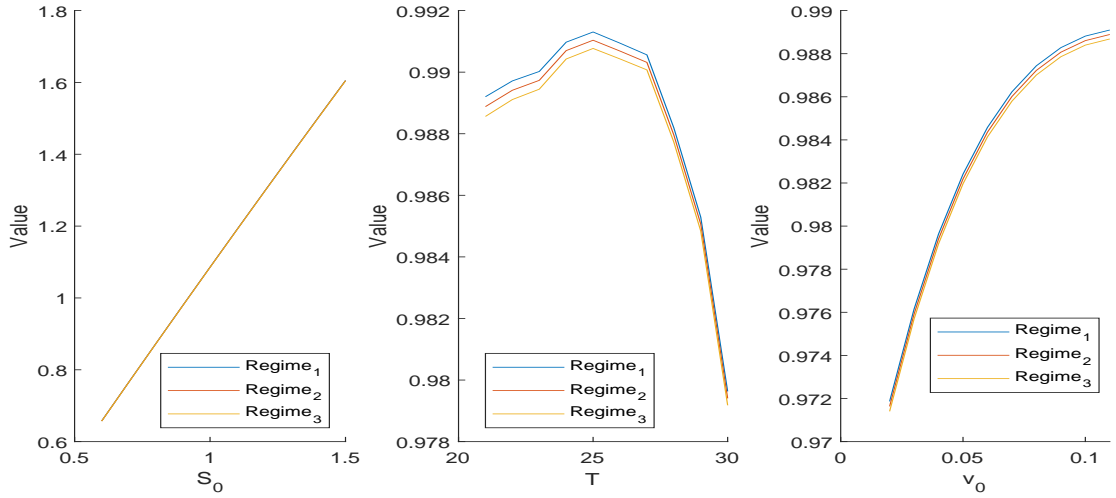 1.8
1.6
1.4
1.2
1
0.8
0.6
0.4
Value
0.5
1
1.5
S0
Regime1
Regime2
Regime3
0.992
0.99
0.988
0.986
0.984
0.982
0.98
0.978
Value
20
25
30
T
Regime1
Regime2
Regime3
0.99
0.988
0.986
0.984
0.982
0.98
0.978
0.976
0.974
0.972
0.97
Value
0
0.05
0.1
v0
Regime1
Regime2
Regime3